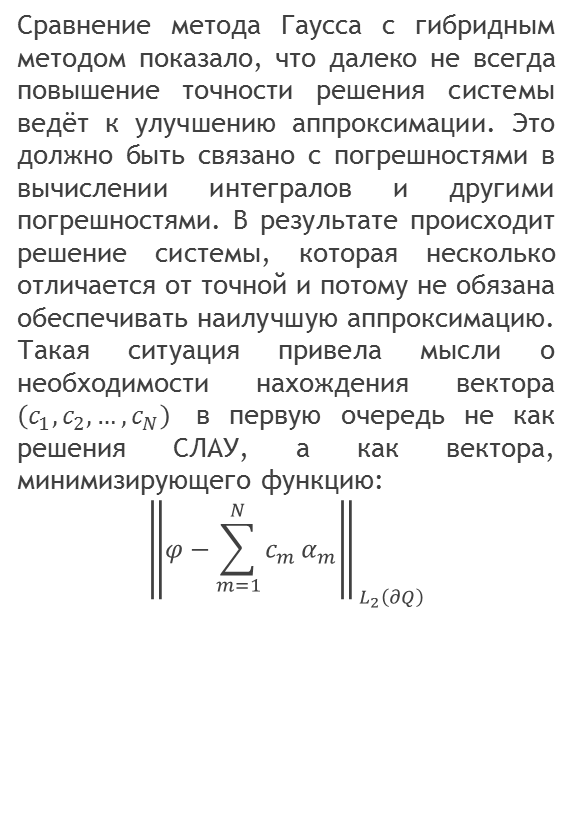 Сравнение метода Гаусса с гибридным
методом показало, что далеко не всегда
повышение точности решения системы
ведёт к улучшению аппроксимации. Это
должно быть связано с погрешностями в
вычислении интегралов и другими
погрешностями. В результате происходит
решение системы, которая несколько
отличается от точной и потому не обязана
обеспечивать наилучшую аппроксимацию.
Такая ситуация привела мысли о
необходимости нахождения вектора
(c₁, c₂, … , c_N) в первую очередь не как
решения СЛАУ, а как вектора,
минимизирующего функцию:
‖φ − ∑_{m=1}^{N} c_m α_m‖_{L₂(∂Q)}